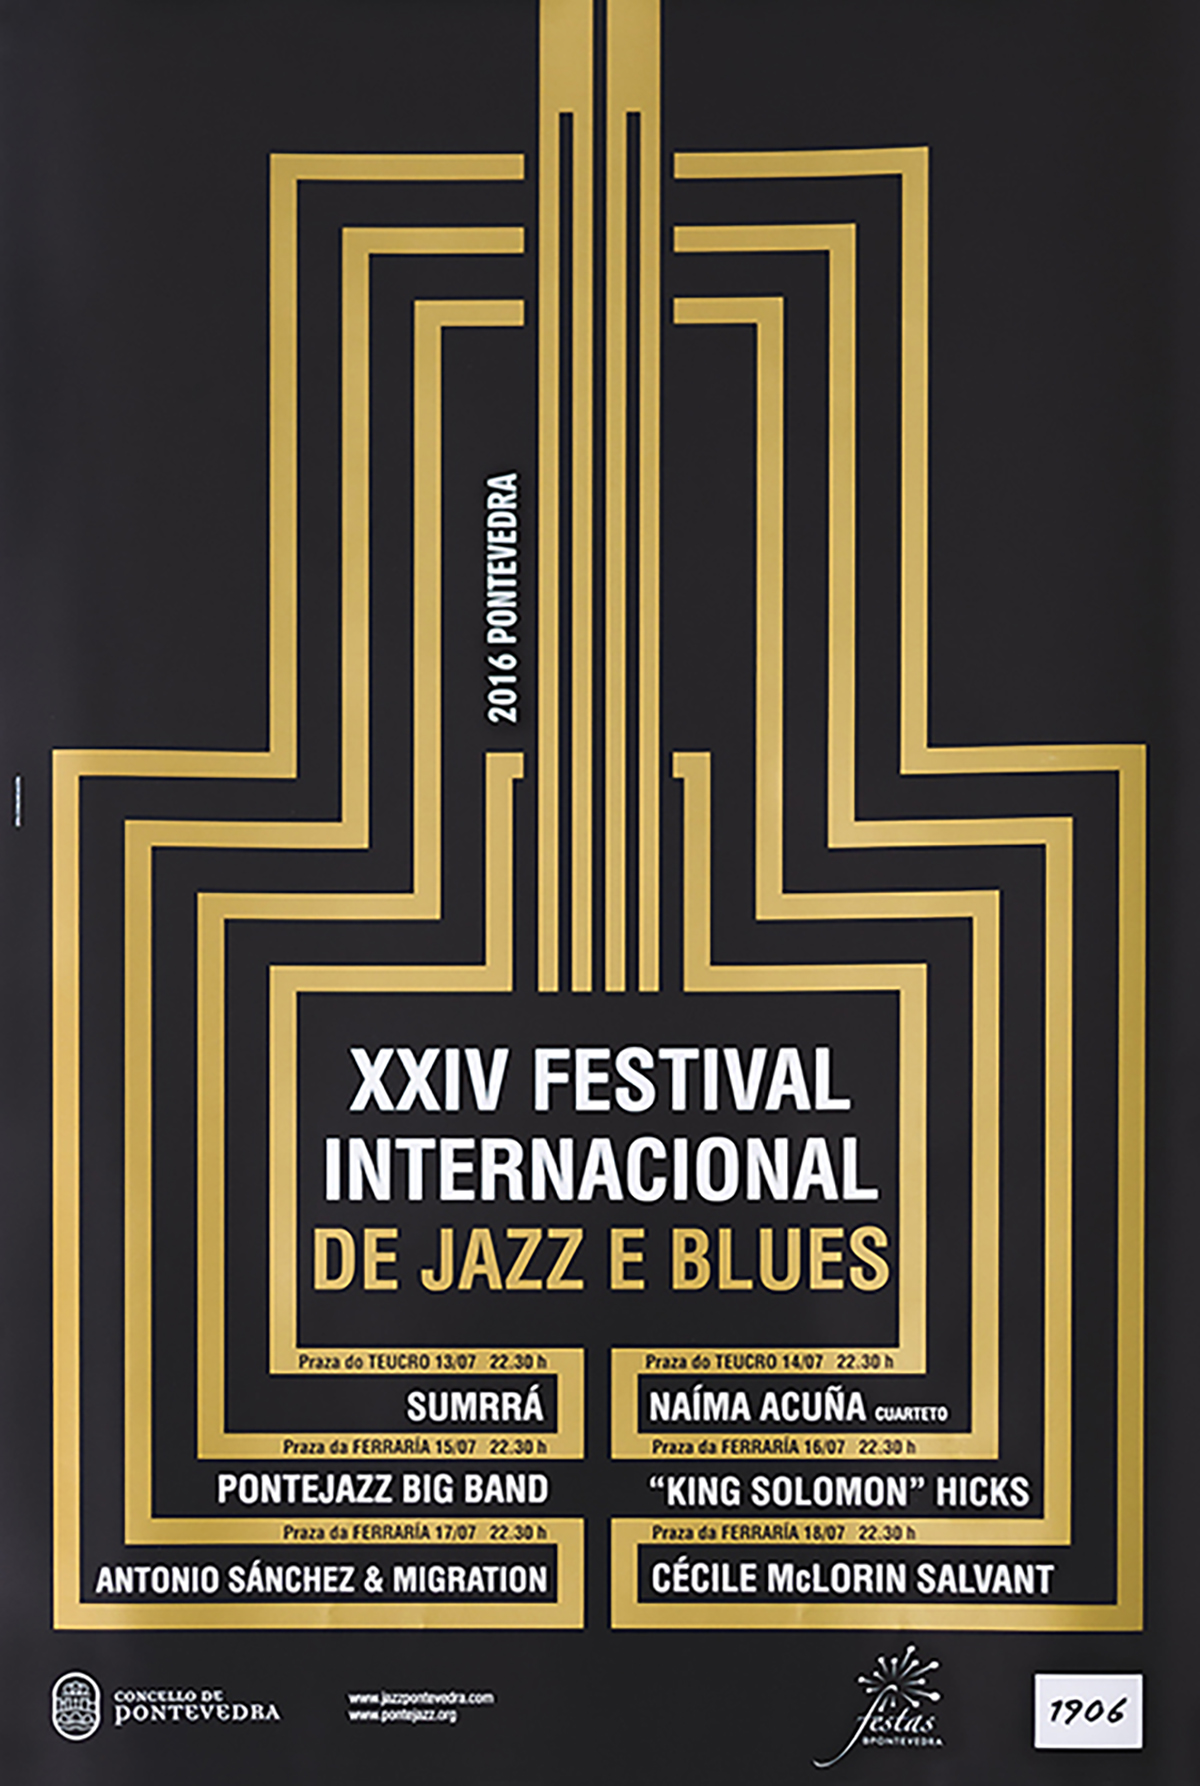 2016 PONTEVEDRA
XXIV FESTIVAL
INTERNACIONAL
DE JAZZ E BLUES
Praza do TEUCRO 13/07 22.30 h
SUMRRÁ
Praza do TEUCRO 14/07 22.30 h
NAÍMA ACUÑA CUARTETO
Praza da FERRARÍA 15/07 22.30 h
PONTEJAZZ BIG BAND
Praza da FERRARÍA 16/07 22.30 h
“KING SOLOMON” HICKS
Praza da FERRARÍA 17/07 22.30 h
ANTONIO SÁNCHEZ & MIGRATION
Praza da FERRARÍA 18/07 22.30 h
CÉCILE McLORIN SALVANT
CONCELLO DE
PONTEVEDRA
www.jazzpontevedra.com
www.pontejazz.org
festas
DPONTEVEDRA
1906